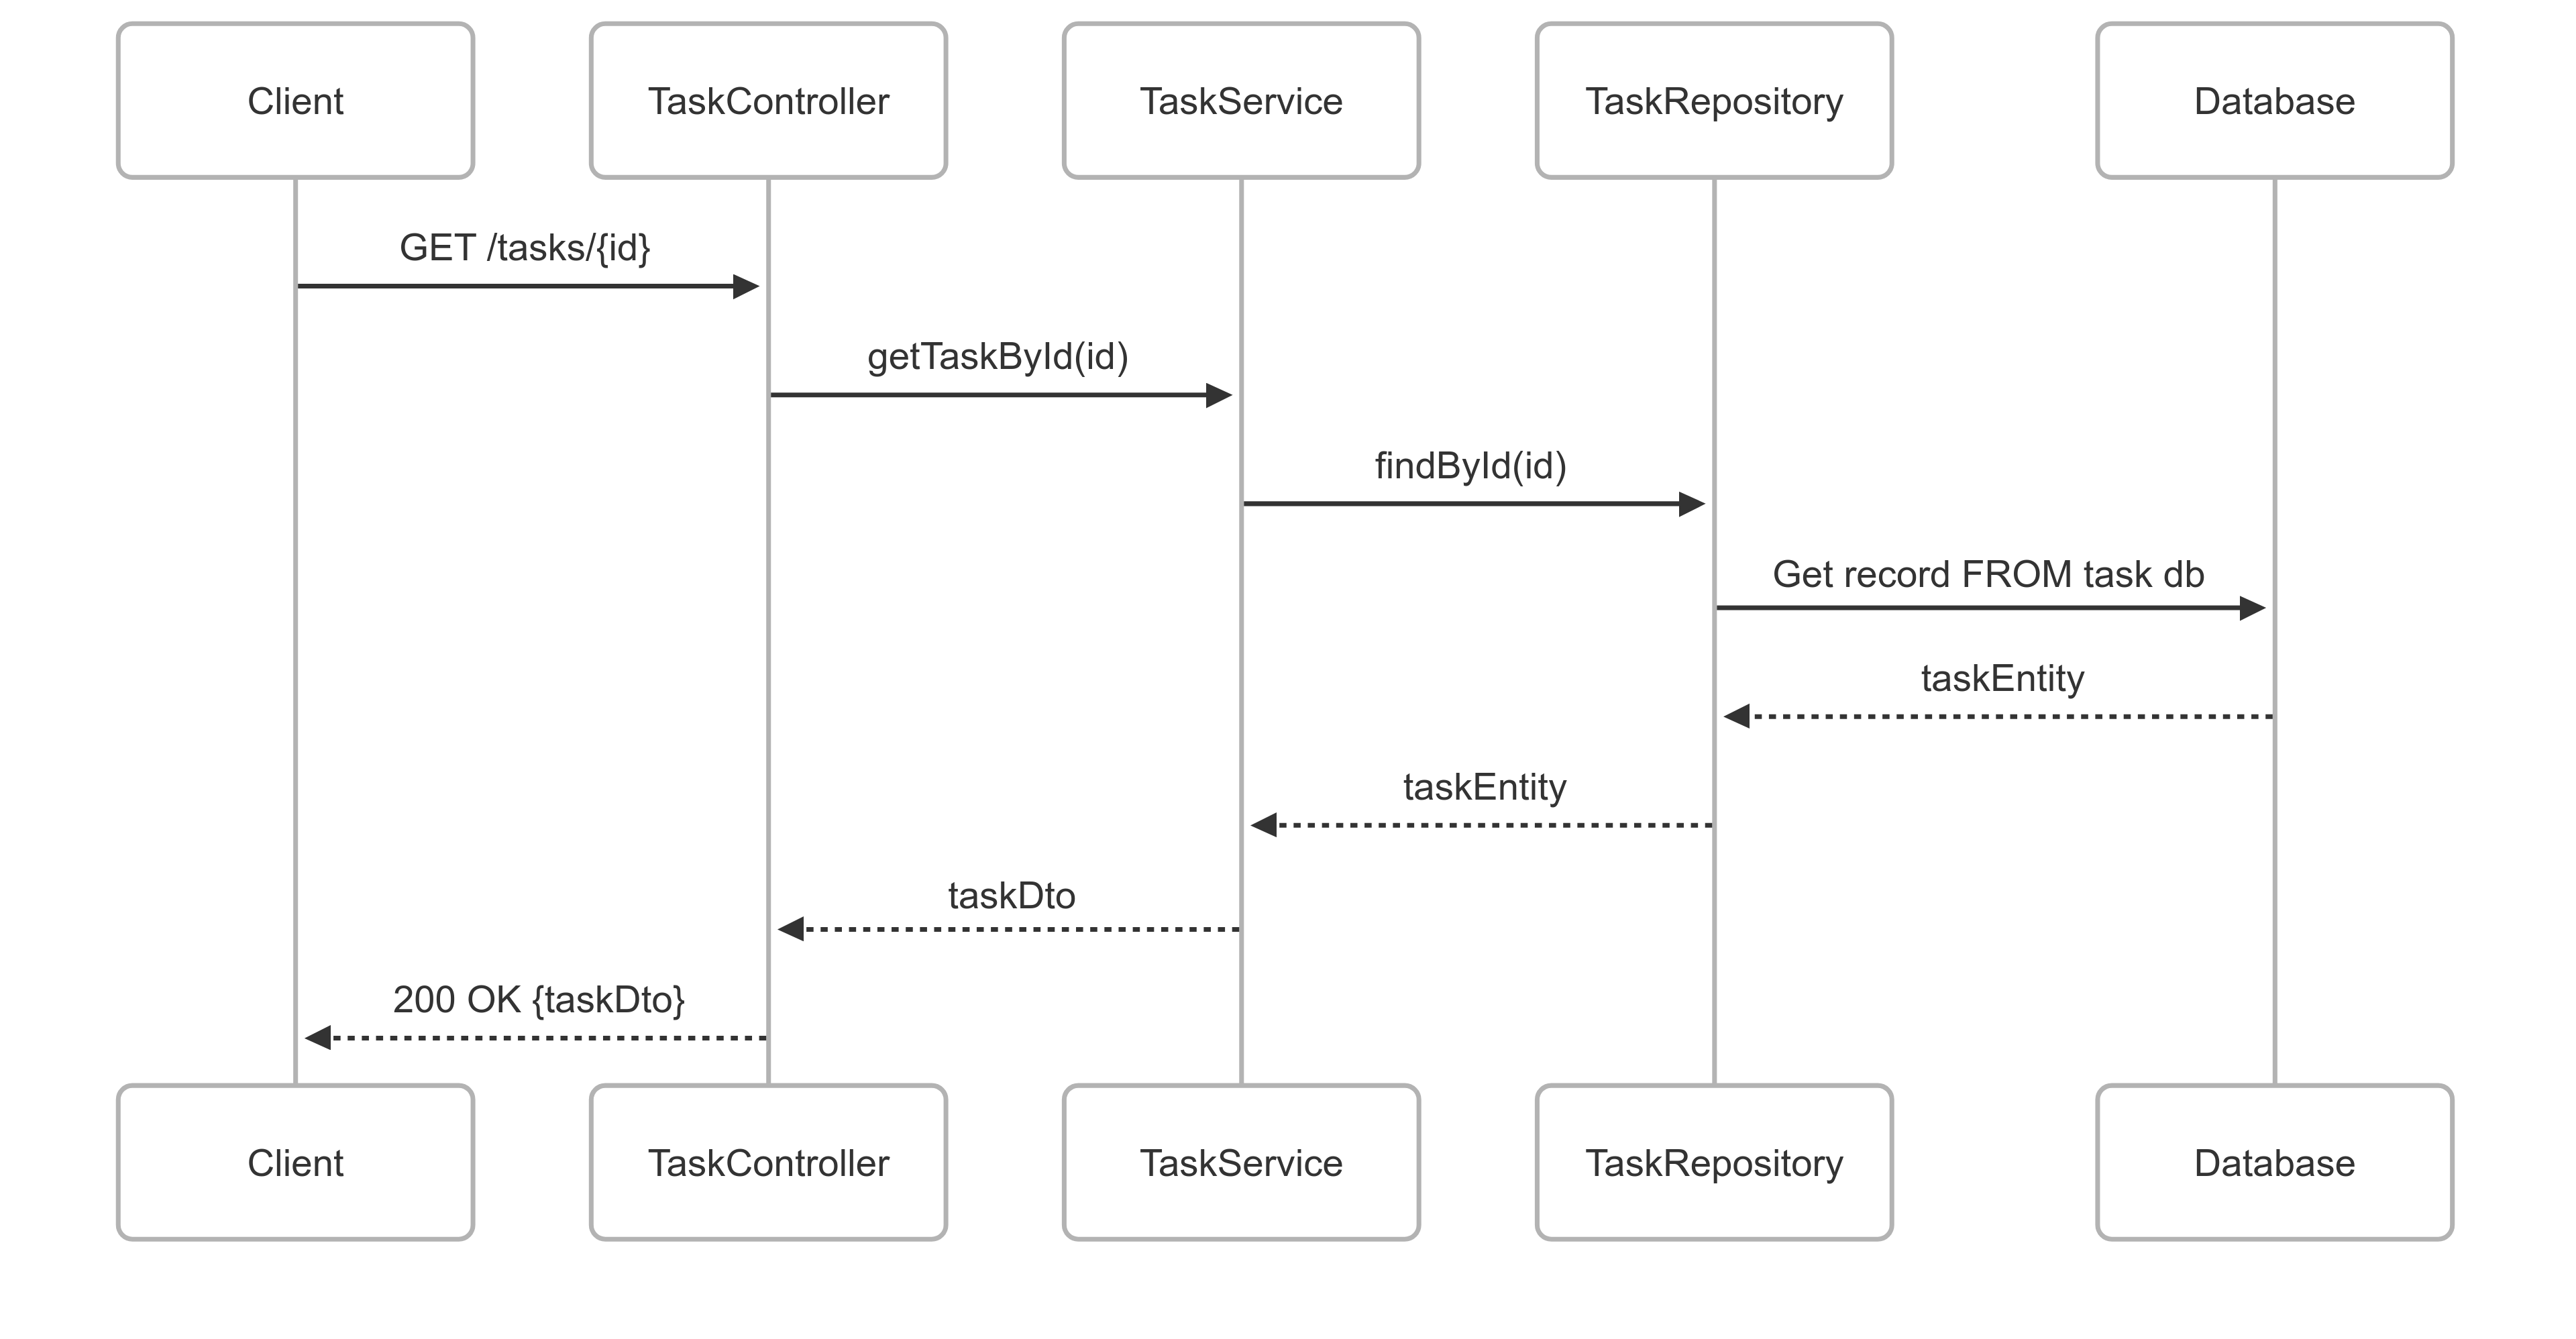 Client
TaskController
TaskService
TaskRepository
Database
GET /tasks/{id}
getTaskById(id)
findById(id)
Get record FROM task db
taskEntity
taskEntity
taskDto
200 OK {taskDto}
Client
TaskController
TaskService
TaskRepository
Database